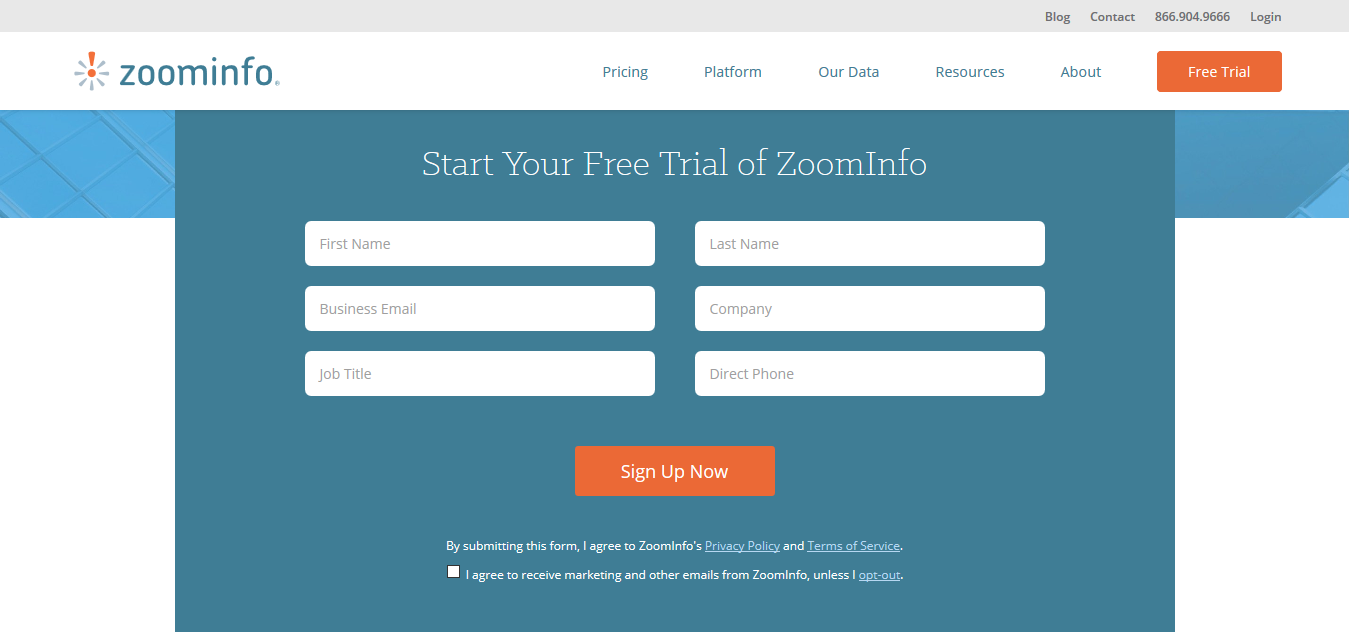 Blog Contact 866.904.9666 Login
zoominfo®
Pricing Platform Our Data Resources About Free Trial
Start Your Free Trial of ZoomInfo
First Name Last Name
Business Email Company
Job Title Direct Phone
Sign Up Now
By submitting this form, I agree to ZoomInfo's Privacy Policy and Terms of Service.
I agree to receive marketing and other emails from ZoomInfo, unless I opt-out.